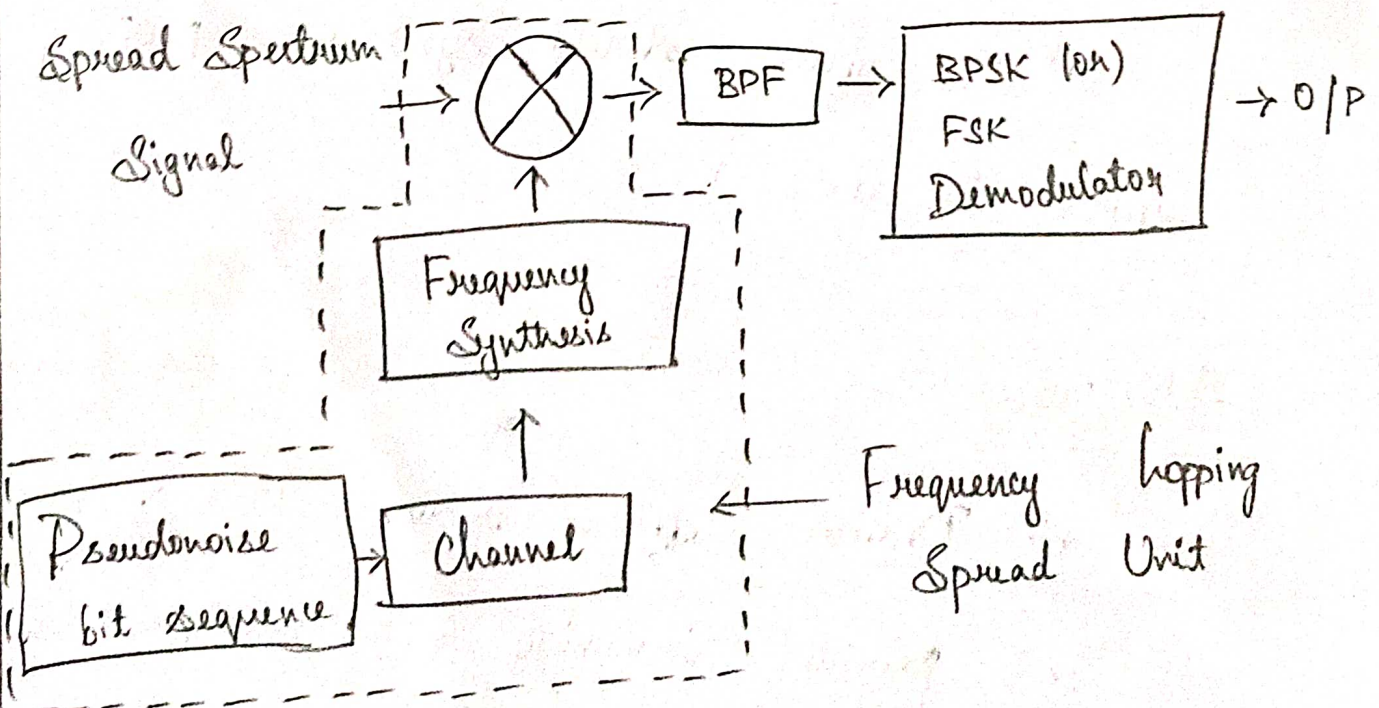 Spread Spectrum
Signal
BPF
BPSK (or)
FSK
Demodulator
O/P
Frequency
Synthesis
Pseudonoise
bit sequence
Channel
Frequency hopping
Spread Unit